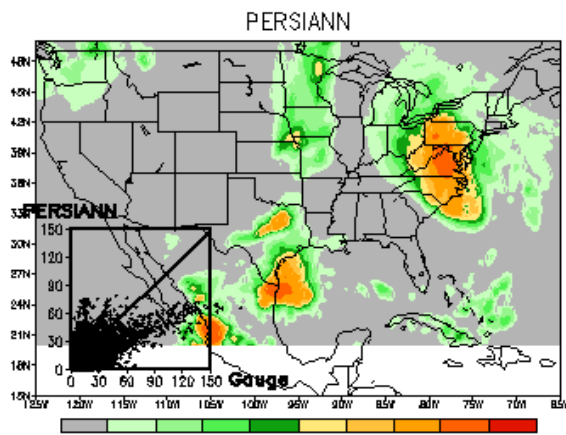 PERSIANN
48N
45N
42N
39N
36N
33N
30N
27N
24N
21N
18N
15N
PERSIANN
150
120
90
60
30
0
0 30 60 90 120 150
Gauge
125W 120W 115W 110W 105W 100W 95W 90W 85W 80W 75W 70W 65W